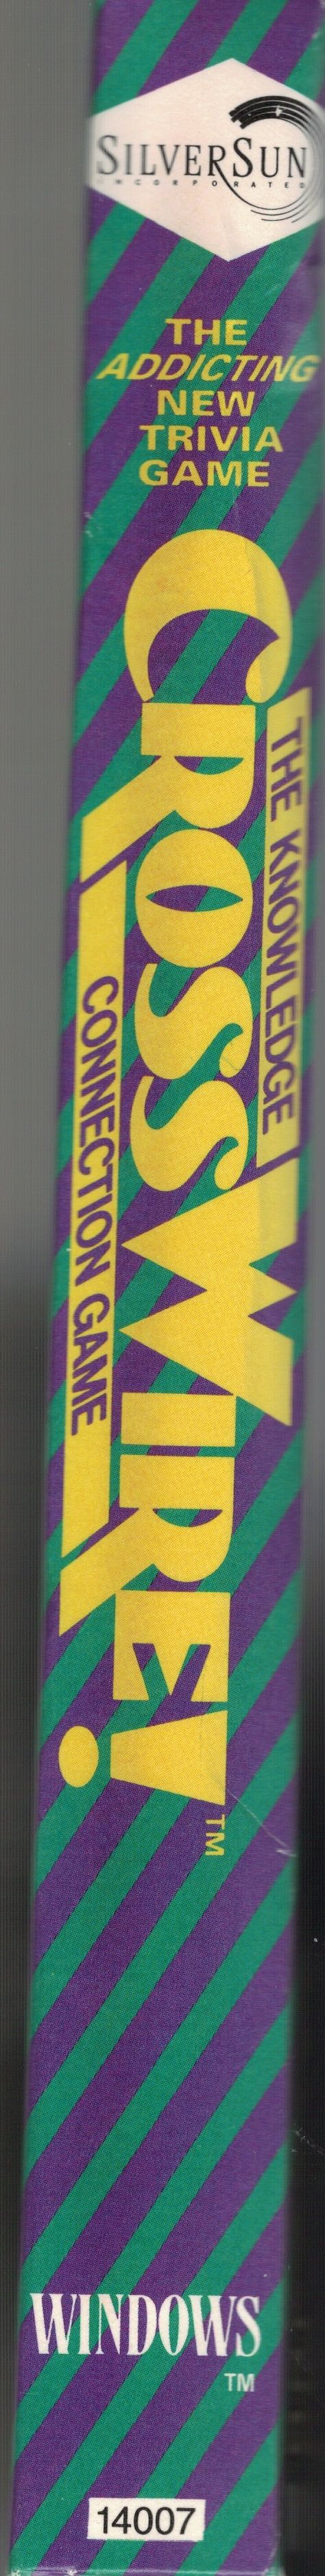 SILVERSUN
INCORPORATED
THE
ADDICTING
NEW
TRIVIA
GAME
THE KNOWLEDGE
CROSSWIRE!™
CONNECTION GAME
WINDOWS
™
14007